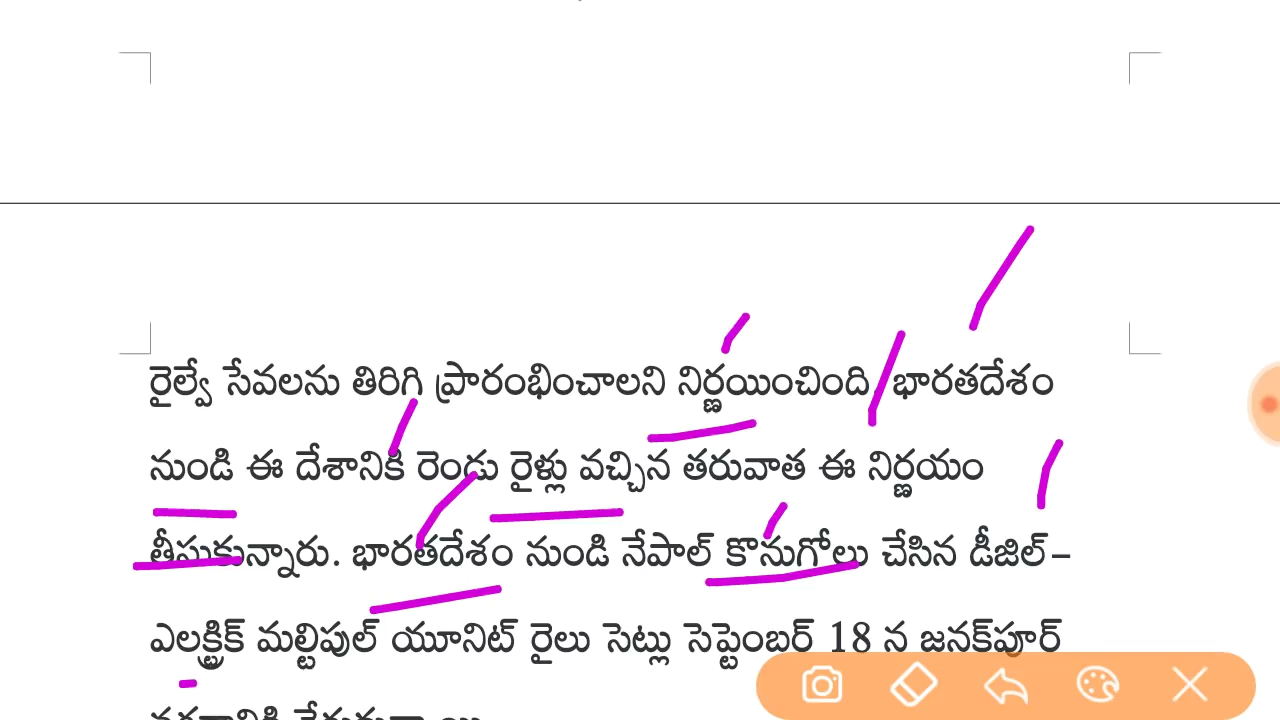 రైల్వే సేవలను తిరిగి ప్రారంభించాలని నిర్ణయించింది. భారతదేశం
నుండి ఈ దేశానికి రెండు రైళ్లు వచ్చిన తరువాత ఈ నిర్ణయం
తీసుకున్నారు. భారతదేశం నుండి నేపాల్ కొనుగోలు చేసిన డీజిల్-
ఎలక్ట్రిక్ మల్టిపుల్ యూనిట్ రైలు సెట్లు సెప్టెంబర్ 18 న జనక్‌పూర్